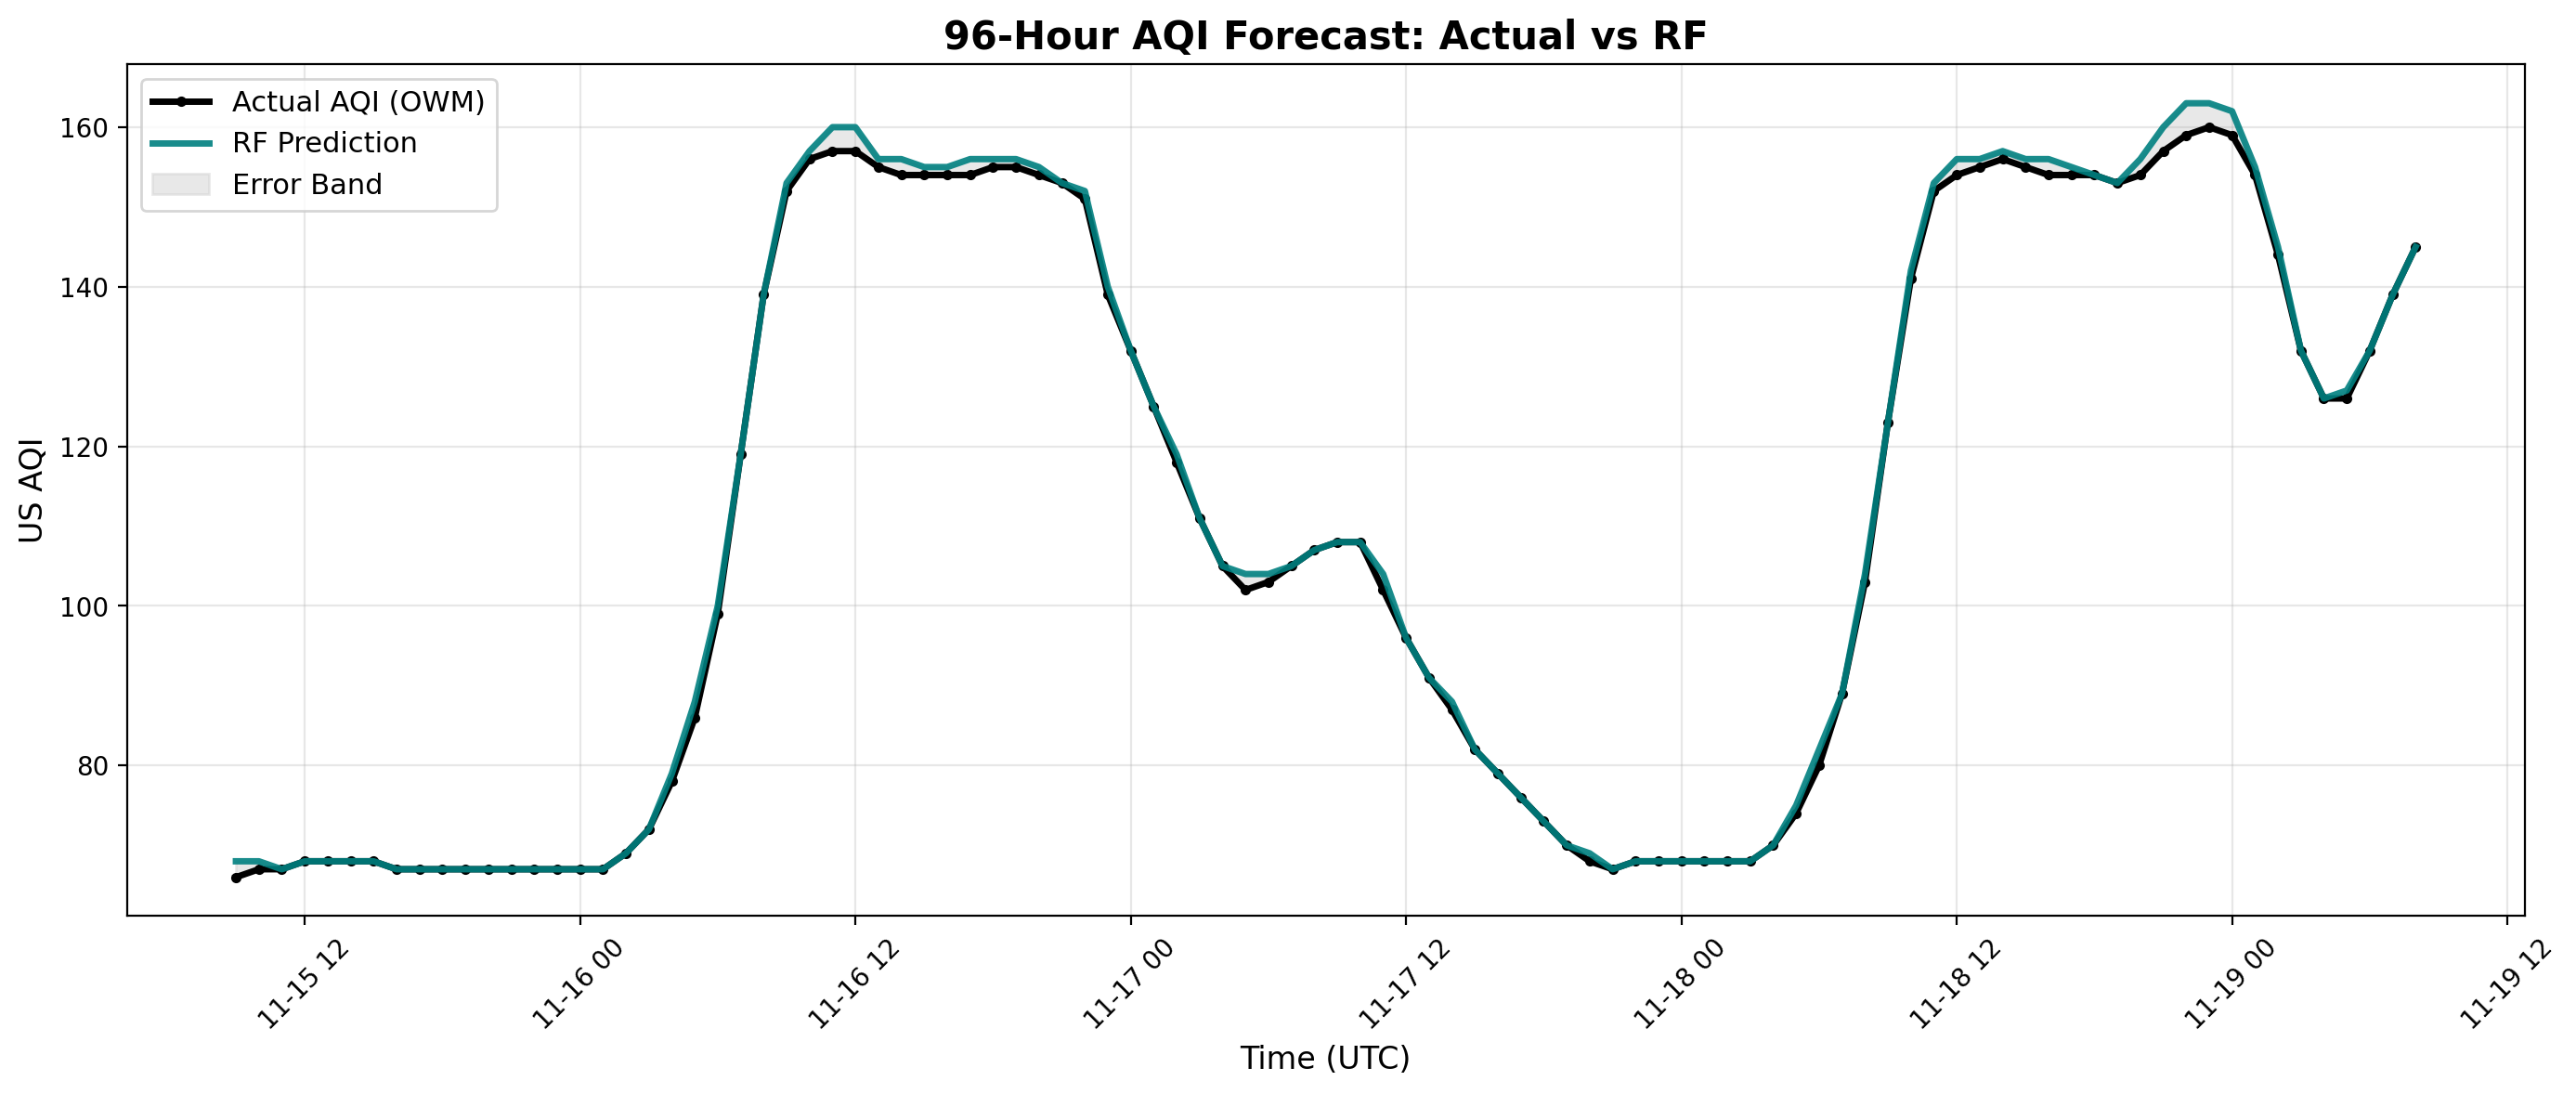 96-Hour AQI Forecast: Actual vs RF
Actual AQI (OWM)
RF Prediction
Error Band
US AQI
160
140
120
100
80
11-15 12
11-16 00
11-16 12
11-17 00
11-17 12
11-18 00
11-18 12
11-19 00
11-19 12
Time (UTC)